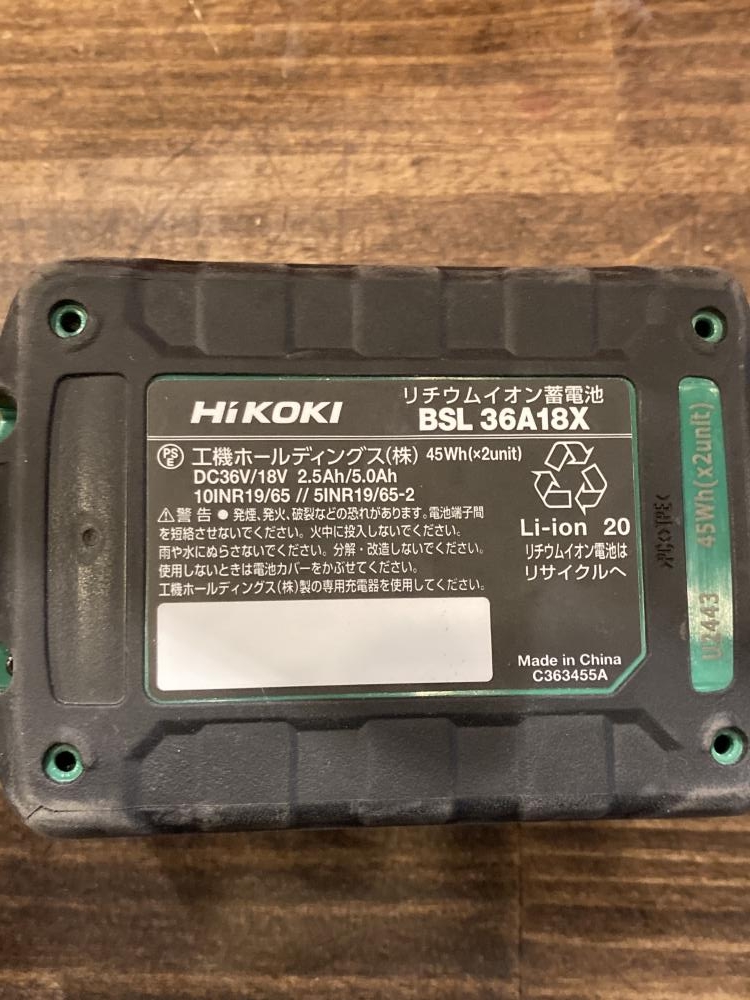 HiKOKI
リチウムイオン蓄電池
BSL 36A18X
PS
E
工機ホールディングス(株) 45Wh(×2unit)
DC36V/18V 2.5Ah/5.0Ah
10INR19/65 // 5INR19/65-2
⚠警告 ● 発煙、発火、破裂などの恐れがあります。電池端子間
を短絡させないでください。火中に投入しないでください。
雨や水にぬらさないでください。分解・改造しないでください。
使用しないときは電池カバーをかぶせてください。
工機ホールディングス(株)製の専用充電器を使用してください。
Li-ion 20
リチウムイオン電池は
リサイクルへ
Made in China
C363455A
U2443 45Wh(x2unit)